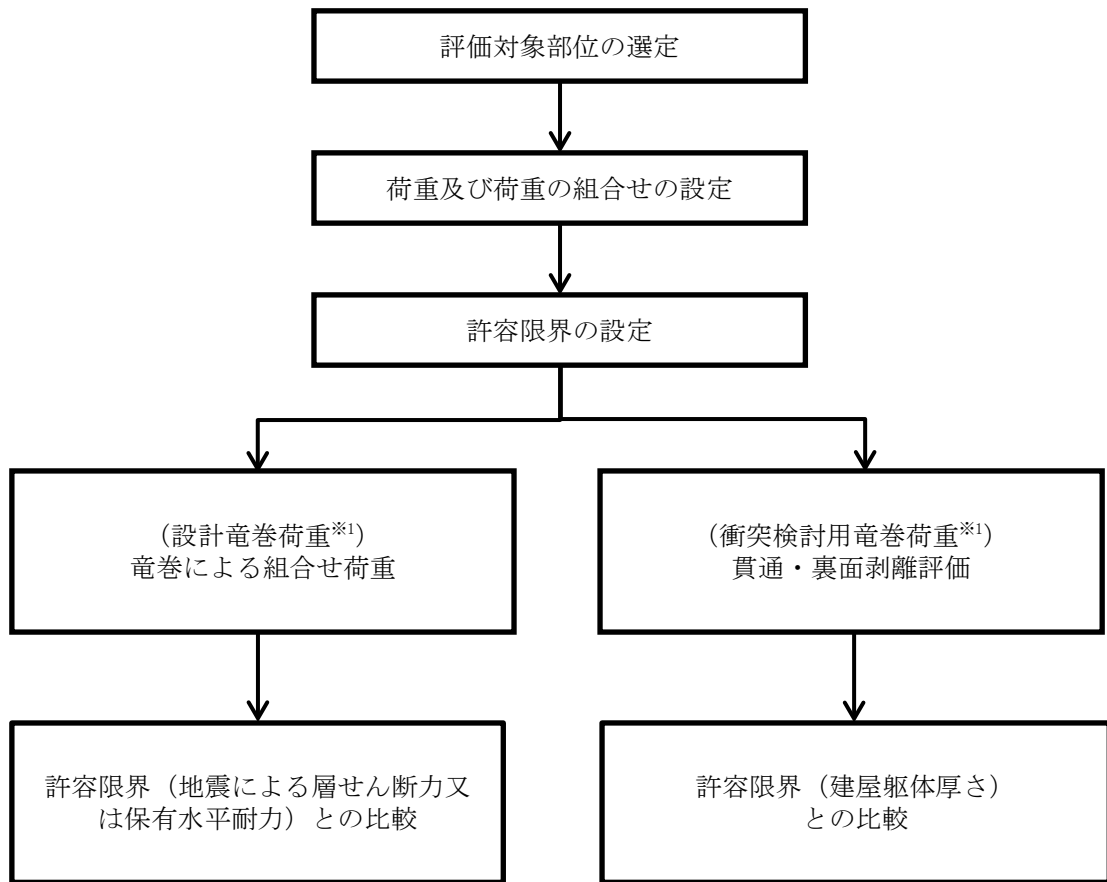 評価対象部位の選定
荷重及び荷重の組合せの設定
許容限界の設定
(設計竜巻荷重※1)
竜巻による組合せ荷重
(衝突検討用竜巻荷重※1)
貫通・裏面剥離評価
許容限界(地震による層せん断力又
は保有水平耐力)との比較
許容限界(建屋躯体厚さ)
との比較